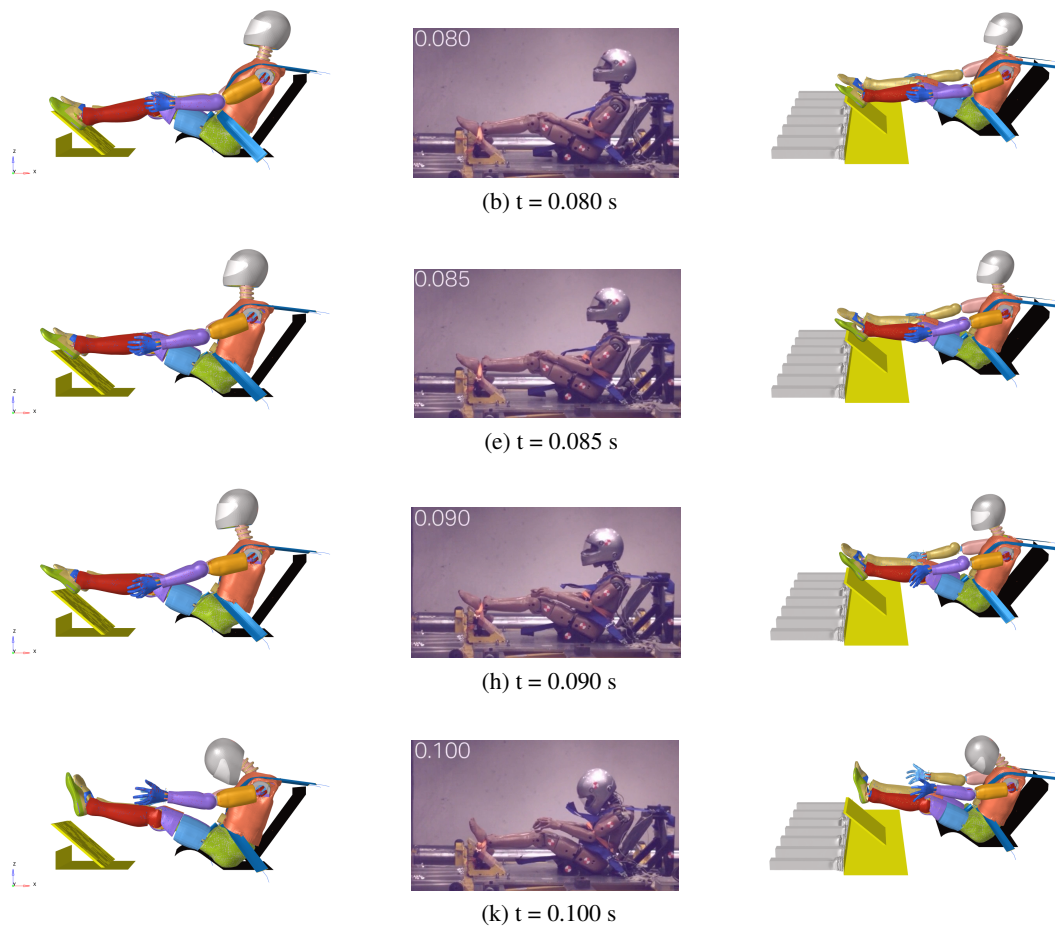 0.080
z
x
(b) t = 0.080 s
0.085
z
x
(e) t = 0.085 s
0.090
z
x
(h) t = 0.090 s
0.100
z
x
(k) t = 0.100 s